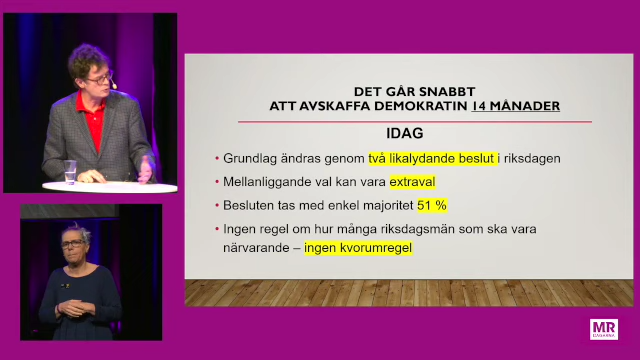 DET GÅR SNABBT
ATT AVSKAFFA DEMOKRATIN 14 MÅNADER
IDAG
• Grundlag ändras genom två likalydande beslut i riksdagen
• Mellanliggande val kan vara extraval
• Besluten tas med enkel majoritet 51 %
• Ingen regel om hur många riksdagsmän som ska vara
närvarande – ingen kvorumregel
MR
DAGARNA